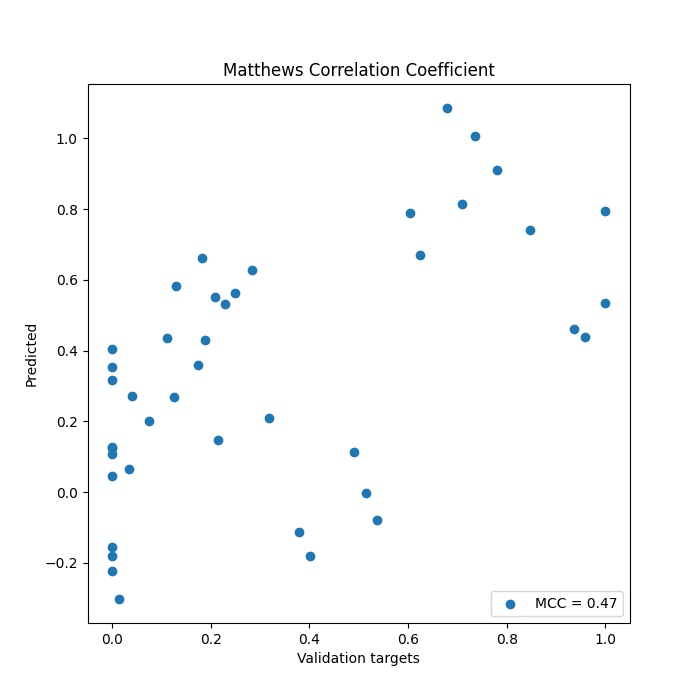 Matthews Correlation Coefficient
1.0
0.8
0.6
0.4
0.2
0.0
−0.2
Predicted
MCC = 0.47
0.0 0.2 0.4 0.6 0.8 1.0
Validation targets